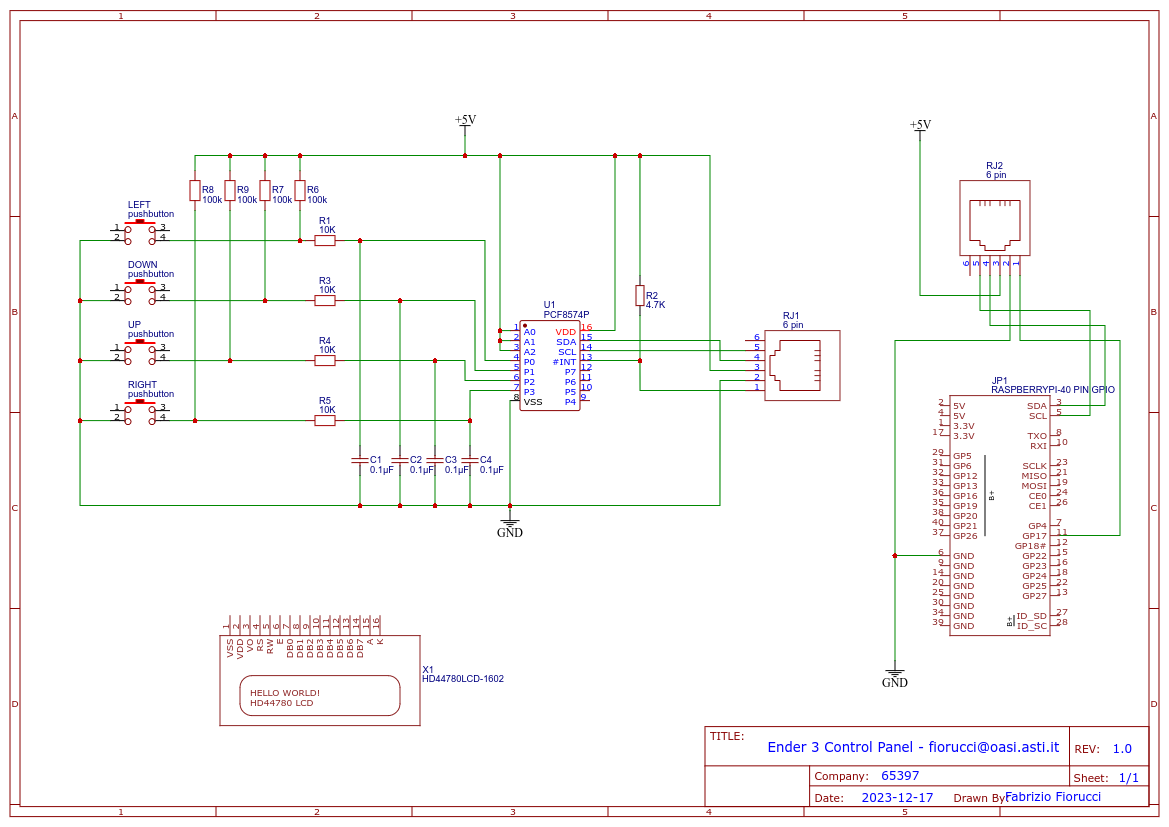 1 2 3 4 5
A A
B B
C C
D D
1 2 3 4 5
+5V
+5V
R8
100k
R9
100k
R7
100k
R6
100k
LEFT
pushbutton
1 3
2 4
R1
10K
DOWN
pushbutton
1 3
2 4
R3
10K
UP
pushbutton
1 3
2 4
R4
10K
RIGHT
pushbutton
1 3
2 4
R5
10K
C1
0.1µF
C2
0.1µF
C3
0.1µF
C4
0.1µF
GND
U1
PCF8574P
1 A0 VDD 16
2 A1 SDA 15
3 A2 SCL 14
4 P0 #INT 13
5 P1 P7 12
6 P2 P6 11
7 P3 P5 10
8 VSS P4 9
R2
4.7K
RJ1
6 pin
6
5
4
3
2
1
RJ2
6 pin
6 5 4 3 2 1
JP1
RASPBERRYPI-40 PIN GPIO
2 5V SDA 3
4 5V SCL 5
1 3.3V
17 3.3V TXO 8
RXI 10
29 GP5
31 GP6 SCLK 23
32 GP12 MISO 21
33 GP13 MOSI 19
36 GP16 CE0 24
35 GP19 CE1 26
38 GP20
40 GP21 GP4 7
37 GP26 GP17 11
GP18# 12
6 GND GP22 15
9 GND GP23 16
14 GND GP24 18
20 GND GP25 22
25 GND GP27 13
30 GND
34 GND ID_SD 27
39 GND ID_SC 28
B+
B+
GND
1 2 3 4 5 6 7 8 9 10 11 12 13 14 15 16
VSS VDD VO RS RW E DB0 DB1 DB2 DB3 DB4 DB5 DB6 DB7 A K
X1
HD44780LCD-1602
HELLO WORLD!
HD44780 LCD
TITLE:
Ender 3 Control Panel - fiorucci@oasi.asti.it
REV: 1.0
Company: 65397
Sheet: 1/1
Date: 2023-12-17
Drawn By: Fabrizio Fiorucci